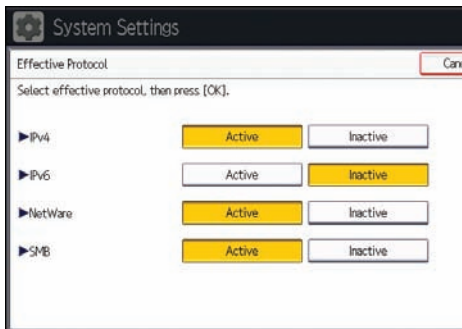 System Settings
Effective Protocol
Canc
Select effective protocol, then press [OK].
►IPv4 Active Inactive
►IPv6 Active Inactive
►NetWare Active Inactive
►SMB Active Inactive